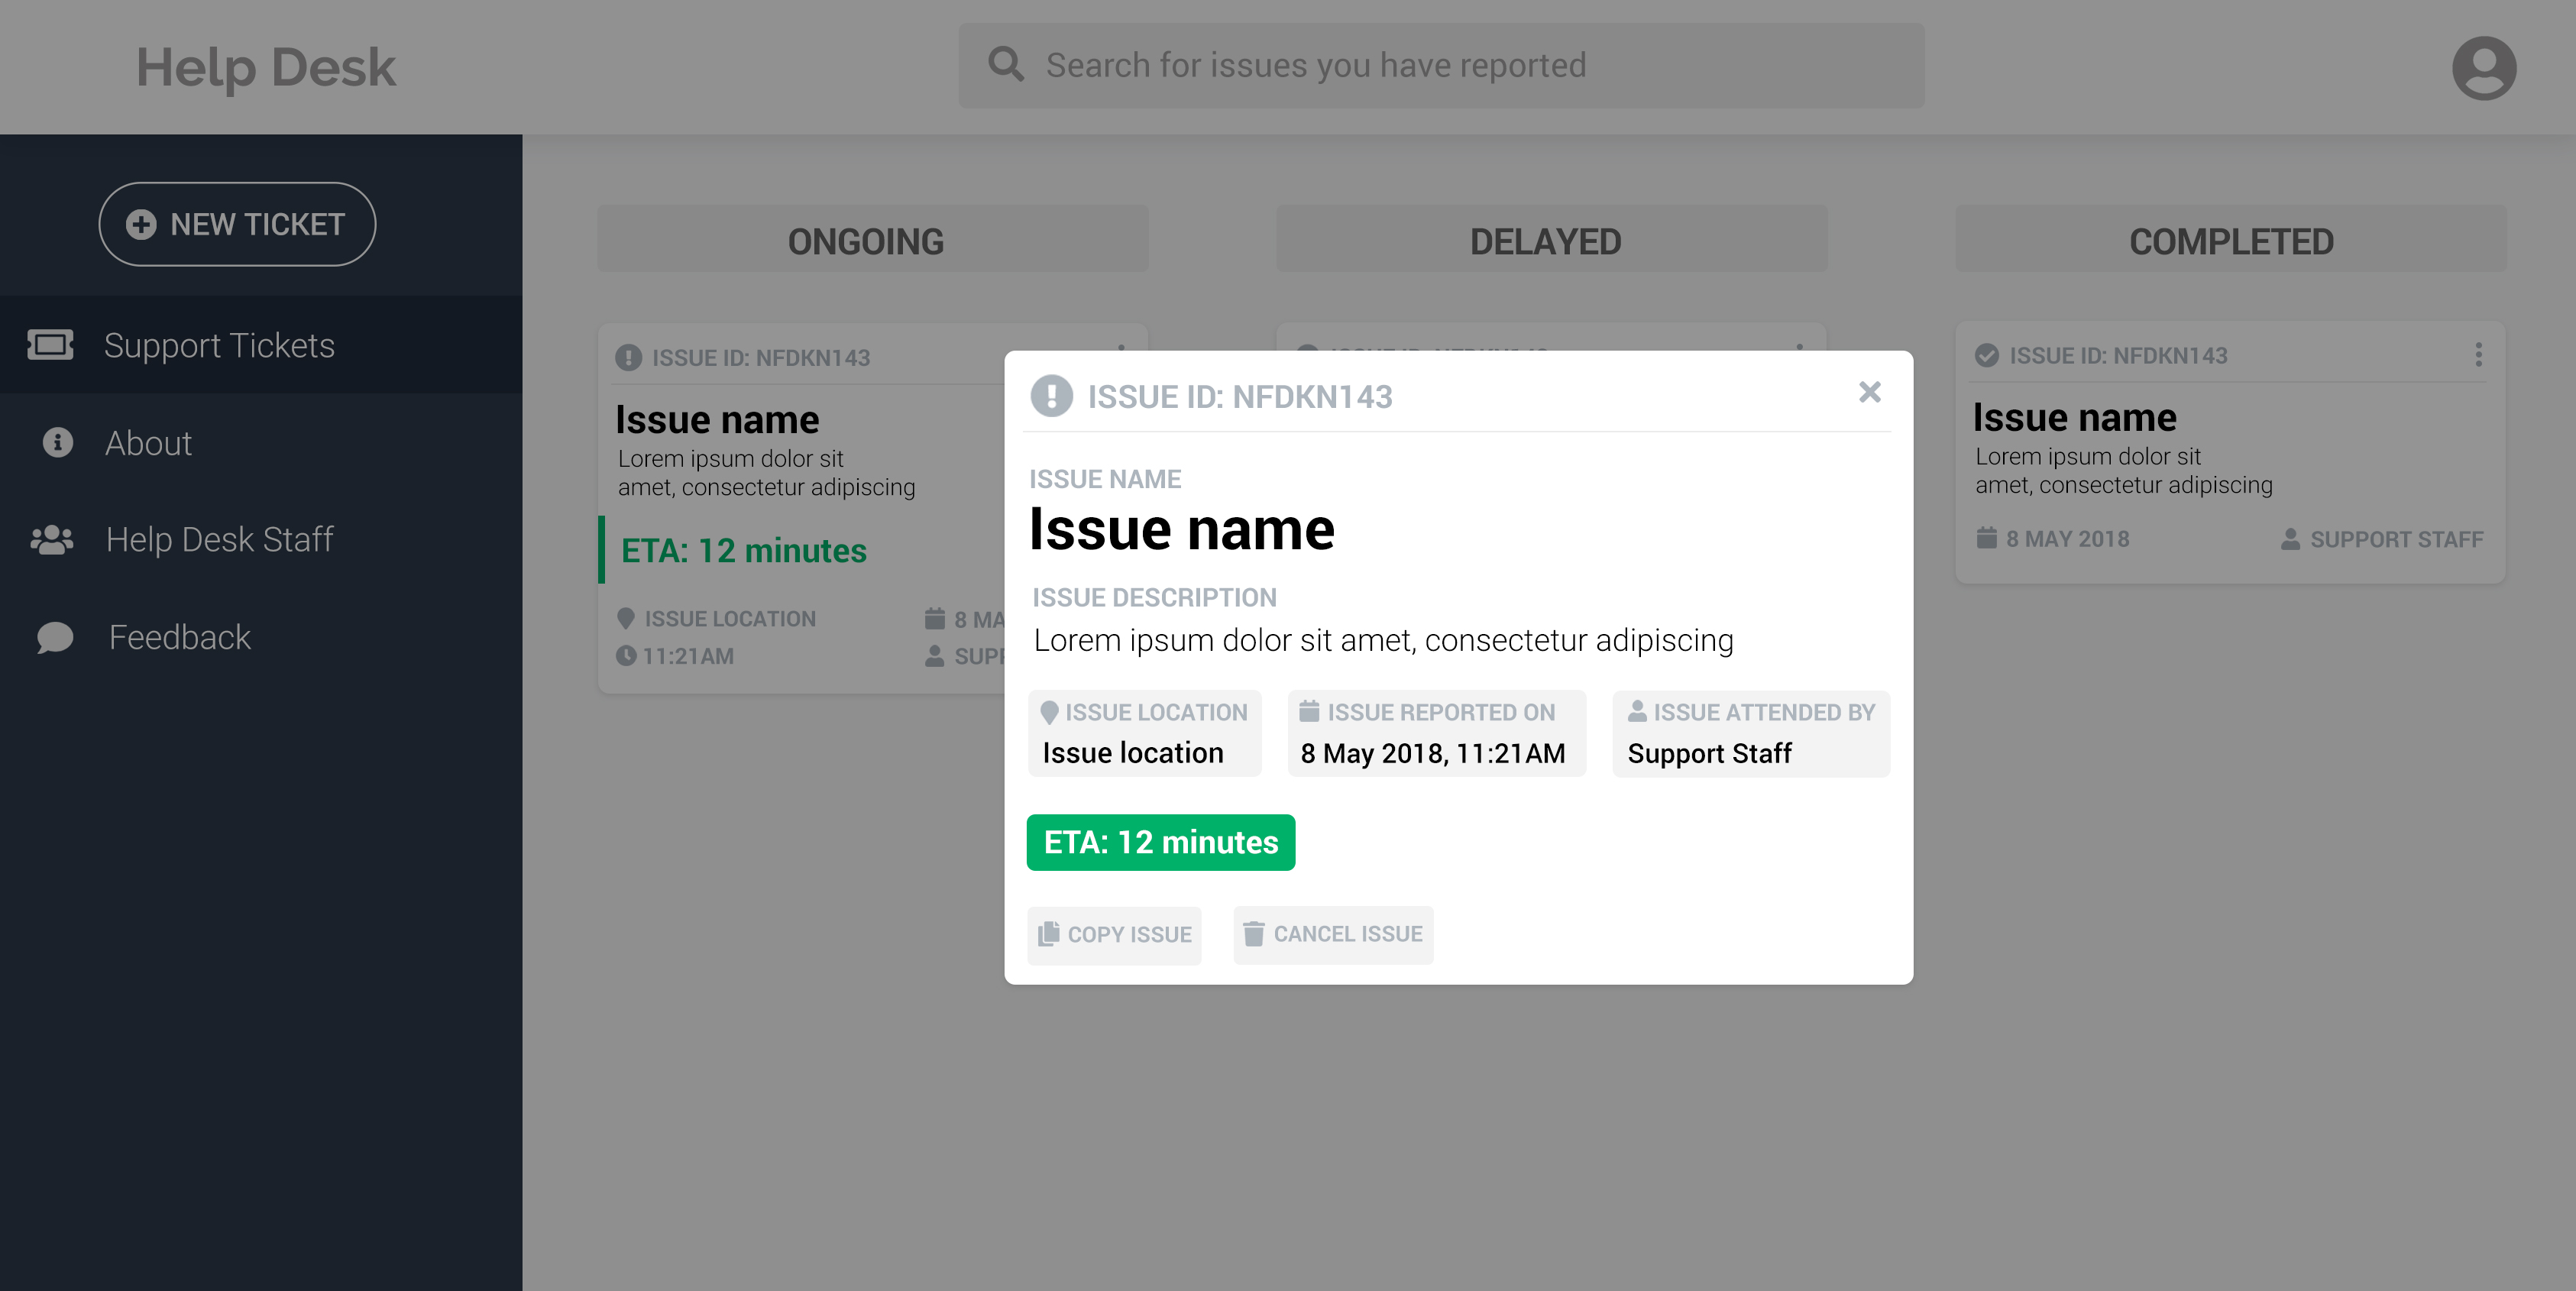 Help Desk
Search for issues you have reported
NEW TICKET
Support Tickets
About
Help Desk Staff
Feedback
ONGOING
DELAYED
COMPLETED
ISSUE ID: NFDKN143
Issue name
Lorem ipsum dolor sit
amet, consectetur adipiscing
ETA: 12 minutes
ISSUE LOCATION
8 MA
11:21AM
ISSUE ID: NFDKN143
ISSUE NAME
Issue name
ISSUE DESCRIPTION
Lorem ipsum dolor sit amet, consectetur adipiscing
ISSUE LOCATION
Issue location
ISSUE REPORTED ON
8 May 2018, 11:21AM
ISSUE ATTENDED BY
Support Staff
ETA: 12 minutes
COPY ISSUE
CANCEL ISSUE
ISSUE ID: NFDKN143
Issue name
Lorem ipsum dolor sit
amet, consectetur adipiscing
8 MAY 2018
SUPPORT STAFF